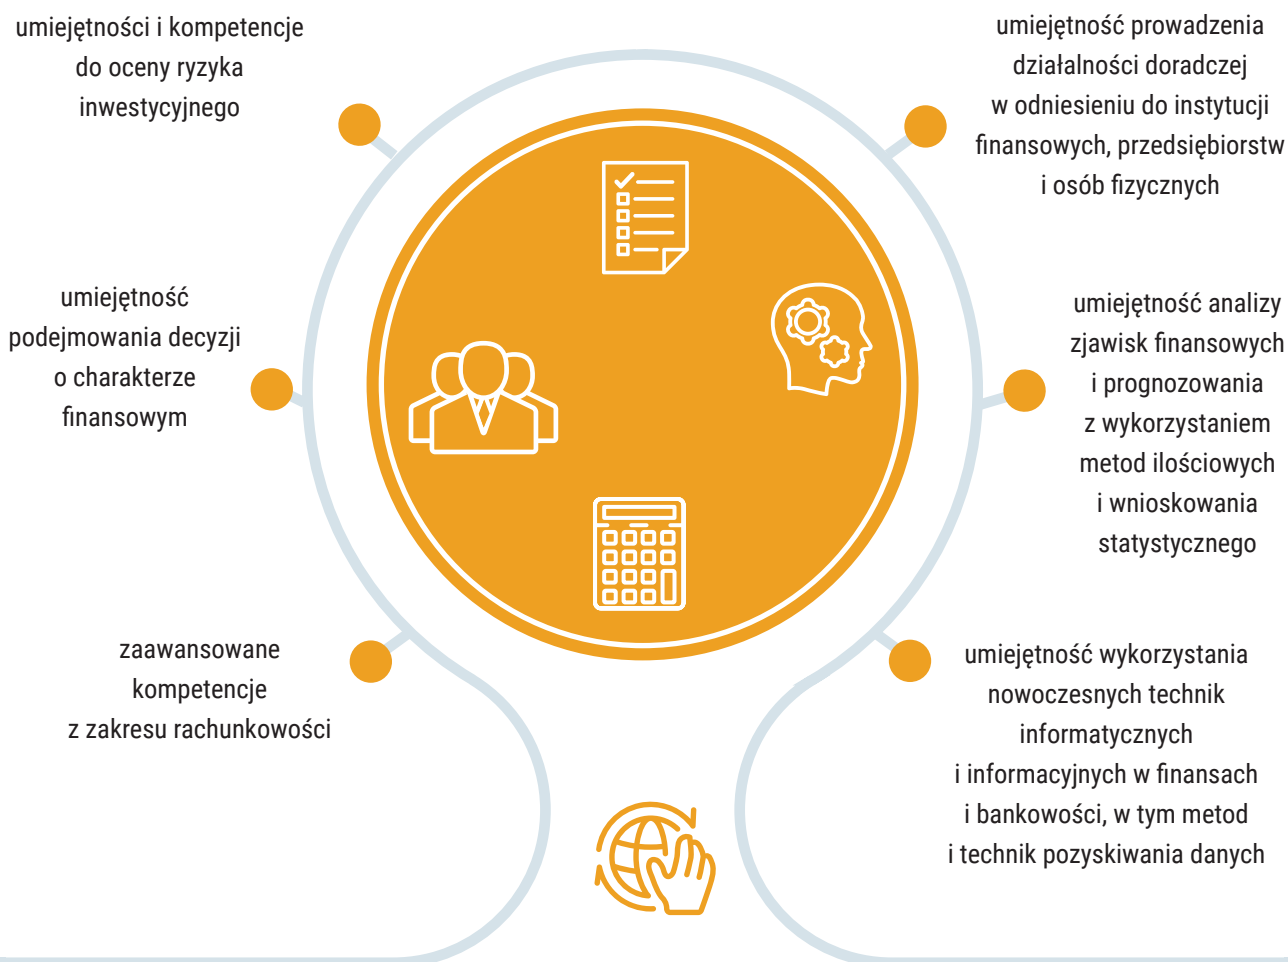 umiejętności i kompetencje
do oceny ryzyka
inwestycyjnego
umiejętność
podejmowania decyzji
o charakterze
finansowym
zaawansowane
kompetencje
z zakresu rachunkowości
umiejętność prowadzenia
działalności doradczej
w odniesieniu do instytucji
finansowych, przedsiębiorstw
i osób fizycznych
umiejętność analizy
zjawisk finansowych
i prognozowania
z wykorzystaniem
metod ilościowych
i wnioskowania
statystycznego
umiejętność wykorzystania
nowoczesnych technik
informatycznych
i informacyjnych w finansach
i bankowości, w tym metod
i technik pozyskiwania danych